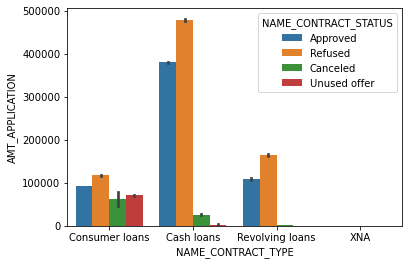 500000
400000
300000
200000
100000
0
AMT_APPLICATION
NAME_CONTRACT_STATUS
Approved
Refused
Canceled
Unused offer
Consumer loans Cash loans Revolving loans XNA
NAME_CONTRACT_TYPE